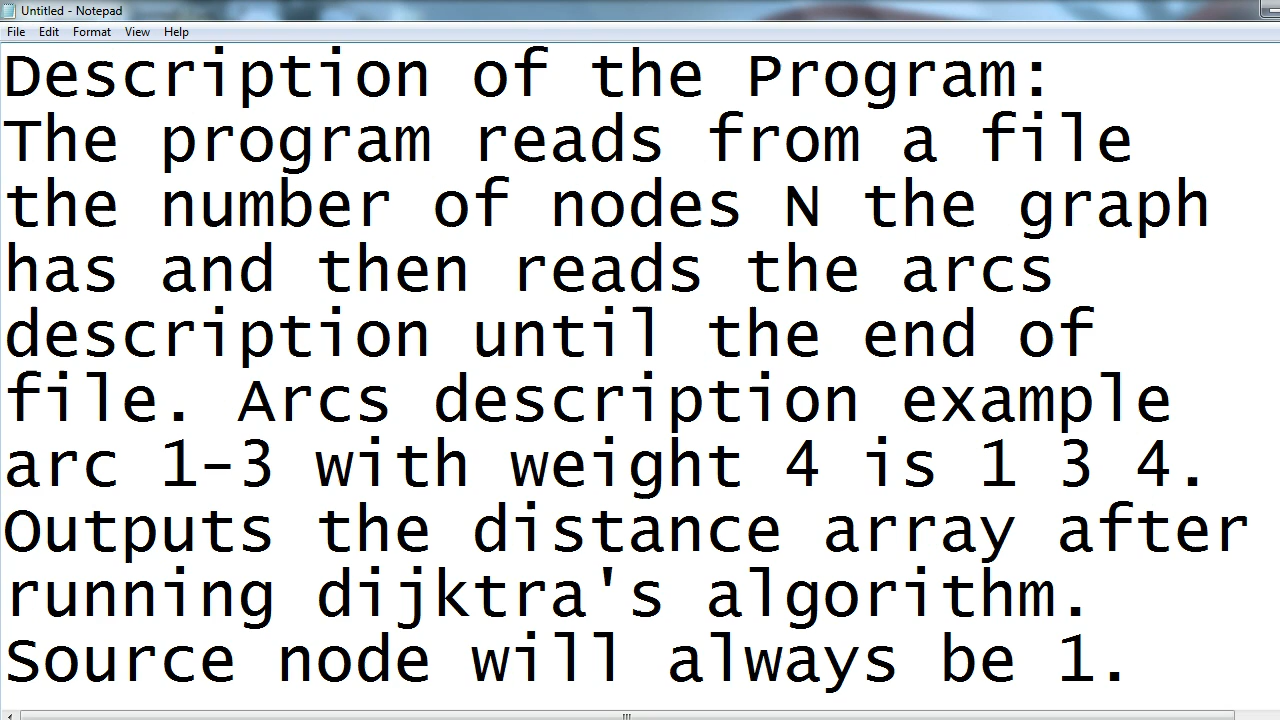 Untitled - Notepad
File Edit Format View Help
Description of the Program:
The program reads from a file
the number of nodes N the graph
has and then reads the arcs
description until the end of
file. Arcs description example
arc 1-3 with weight 4 is 1 3 4.
Outputs the distance array after
running dijktra's algorithm.
Source node will always be 1.